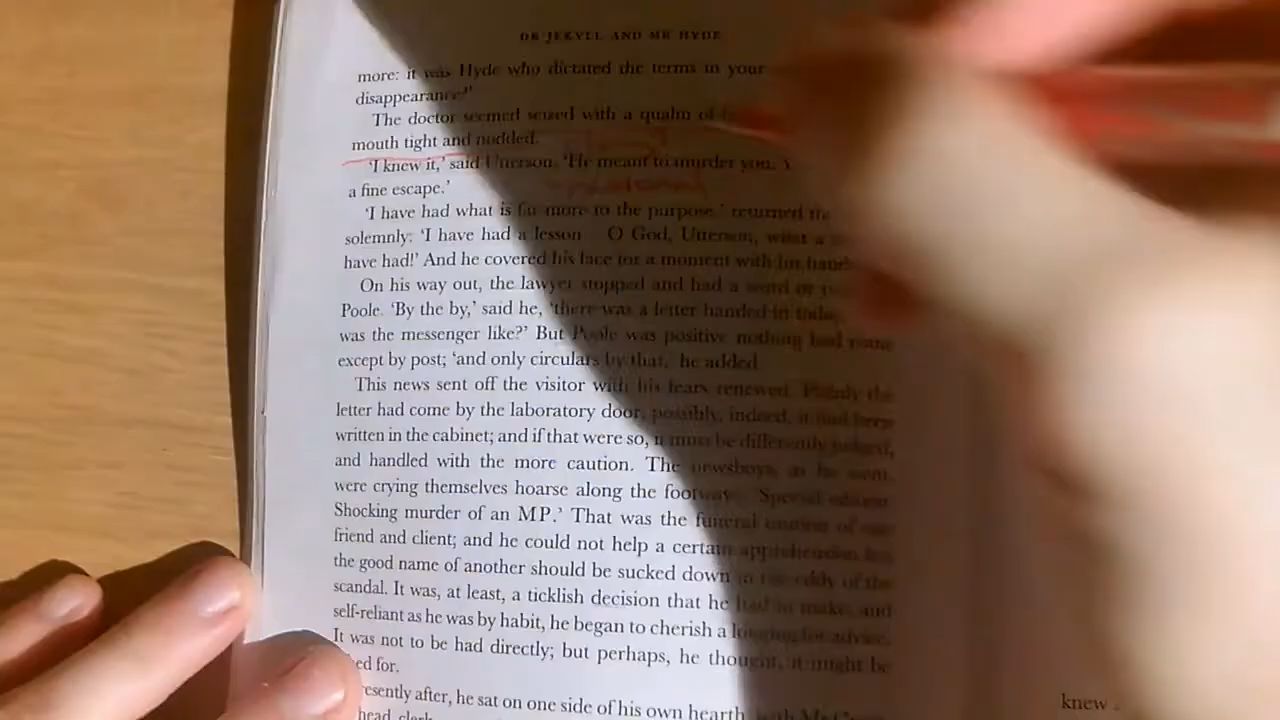 DR JEKYLL AND MR HYDE
more: it was Hyde who dictated the terms in your
disappearance?'
The doctor seemed seized with a qualm of
mouth tight and nodded.
'I knew it,' said Utterson. 'He meant to murder you.
a fine escape.'
'I have had what is far more to the purpose,' returned the
solemnly: 'I have had a lesson O God, Utterson, what a
have had!' And he covered his face for a moment with his hands
On his way out, the lawyer stopped and had a word or
Poole. 'By the by,' said he, 'there was a letter handed in today
was the messenger like?' But Poole was positive nothing had come
except by post; 'and only circulars by that,' he added
This news sent off the visitor with his fears renewed. Plainly the
letter had come by the laboratory door; possibly, indeed, it had been
written in the cabinet; and if that were so, it must be differently judged,
and handled with the more caution. The newsboys, as he went,
were crying themselves hoarse along the footways: 'Special edition.
Shocking murder of an MP.' That was the funeral oration of one
friend and client; and he could not help a certain apprehension lest
the good name of another should be sucked down in the eddy of the
scandal. It was, at least, a ticklish decision that he had to make; and
self-reliant as he was by habit, he began to cherish a longing for advice.
It was not to be had directly; but perhaps, he thought, it might be
ed for.
esently after, he sat on one side of his own hearth, with Mr
head clerk
knew